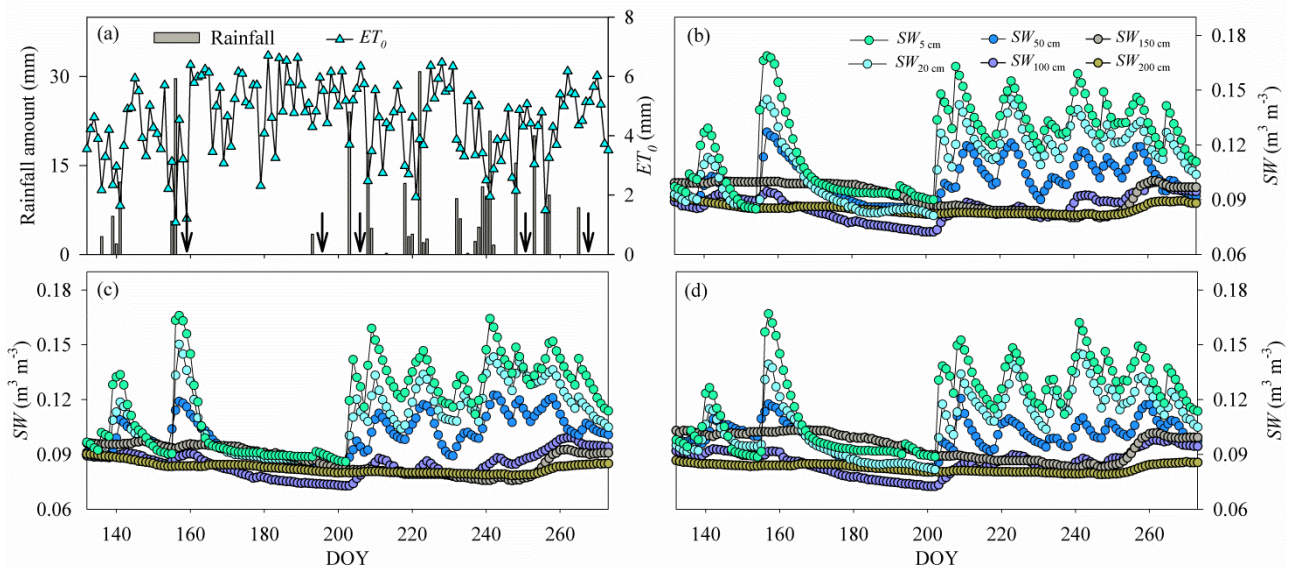 (a)
Rainfall
ET0
Rainfall amount (mm)
30
15
0
8
6
4
2
0
ET0 (mm)
(b)
SW5 cm
SW50 cm
SW150 cm
SW20 cm
SW100 cm
SW200 cm
0.18
0.15
0.12
0.09
0.06
SW (m3 m-3)
(c)
SW (m3 m-3)
0.18
0.15
0.12
0.09
0.06
140
160
180
200
220
240
260
DOY
(d)
0.18
0.15
0.12
0.09
0.06
SW (m3 m-3)
140
160
180
200
220
240
260
DOY